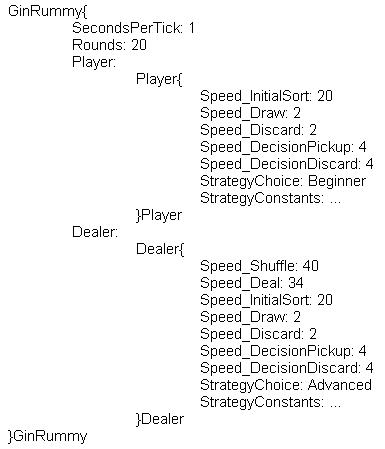 GinRummy{
SecondsPerTick: 1
Rounds: 20
Player:
Player{
Speed_InitialSort: 20
Speed_Draw: 2
Speed_Discard: 2
Speed_DecisionPickup: 4
Speed_DecisionDiscard: 4
StrategyChoice: Beginner
StrategyConstants: ...
}Player
Dealer:
Dealer{
Speed_Shuffle: 40
Speed_Deal: 34
Speed_InitialSort: 20
Speed_Draw: 2
Speed_Discard: 2
Speed_DecisionPickup: 4
Speed_DecisionDiscard: 4
StrategyChoice: Advanced
StrategyConstants: ...
}Dealer
}GinRummy